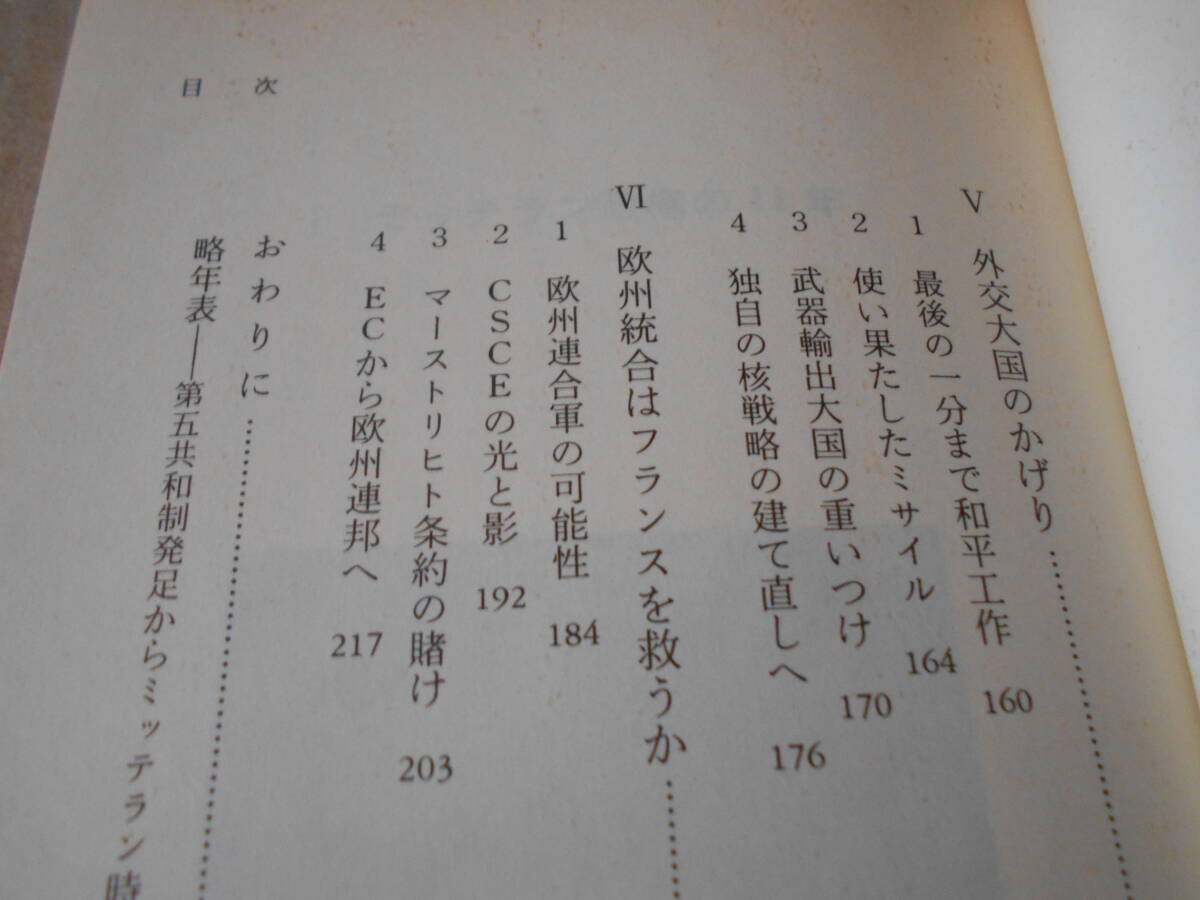 目次
V 外交大国のかげり……………
1 最後の一分まで和平工作 160
2 使い果たしたミサイル 164
3 武器輸出大国の重いつけ 170
4 独自の核戦略の建て直しへ 176
VI 欧州統合はフランスを救うか……………
1 欧州連合軍の可能性 184
2 CSCEの光と影 192
3 マーストリヒト条約の賭け 203
4 ECから欧州連邦へ 217
おわりに……………
略年表――第五共和制発足からミッテラン時